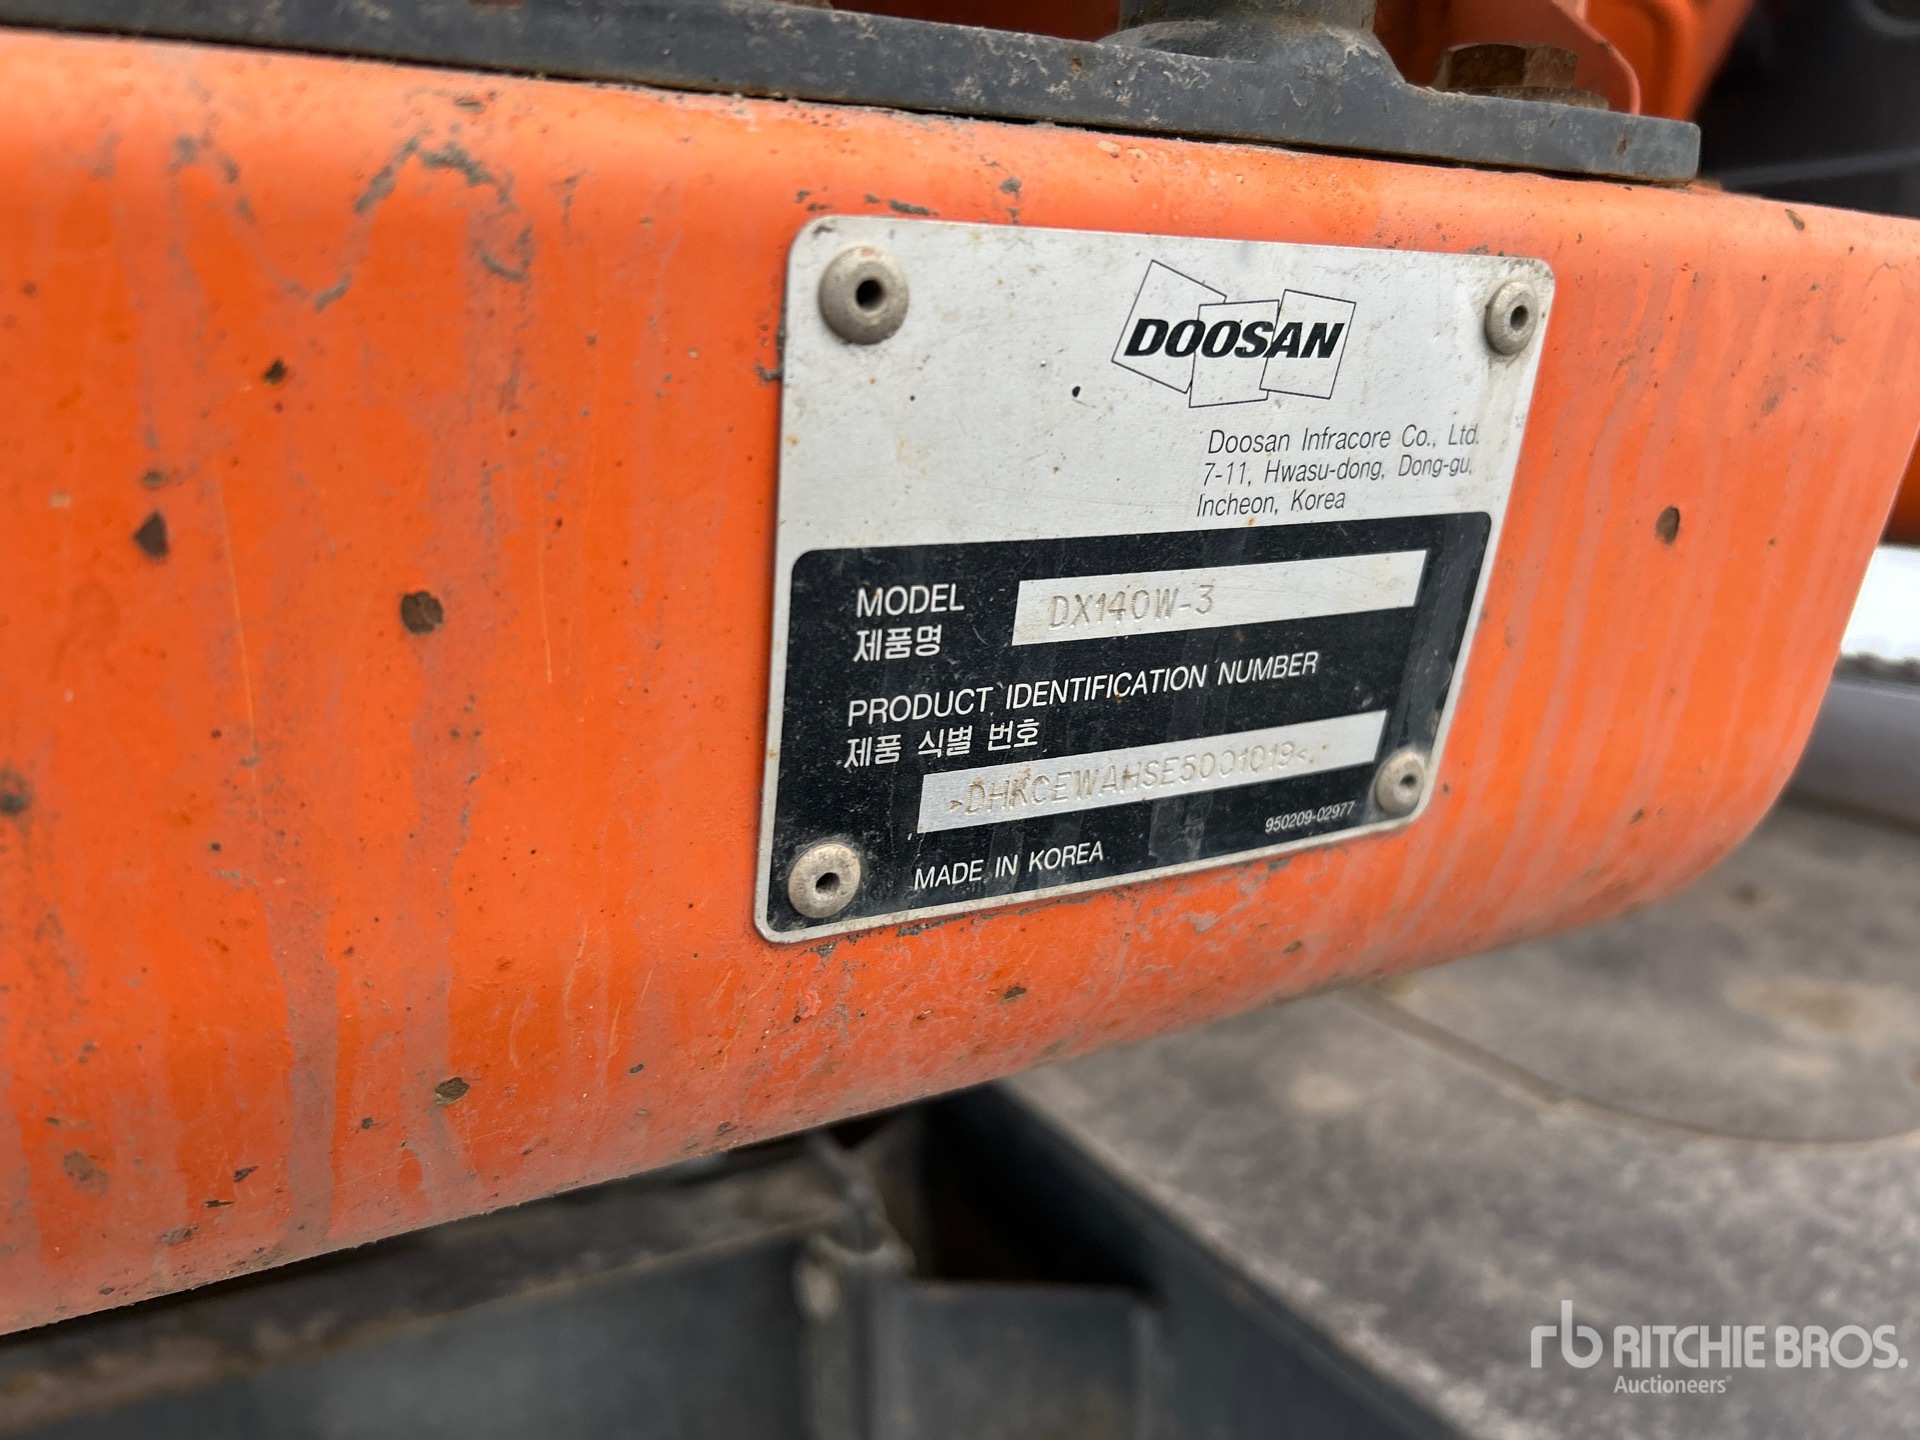 DOOSAN
Doosan Infracore Co., Ltd.
7-11, Hwasu-dong, Dong-gu,
Incheon, Korea
MODEL
제품명
DX140W-3
PRODUCT IDENTIFICATION NUMBER
제품 식별 번호
▸DHKCEWAHSE5001019<
950209-02977
MADE IN KOREA
rb RITCHIE BROS.
Auctioneers